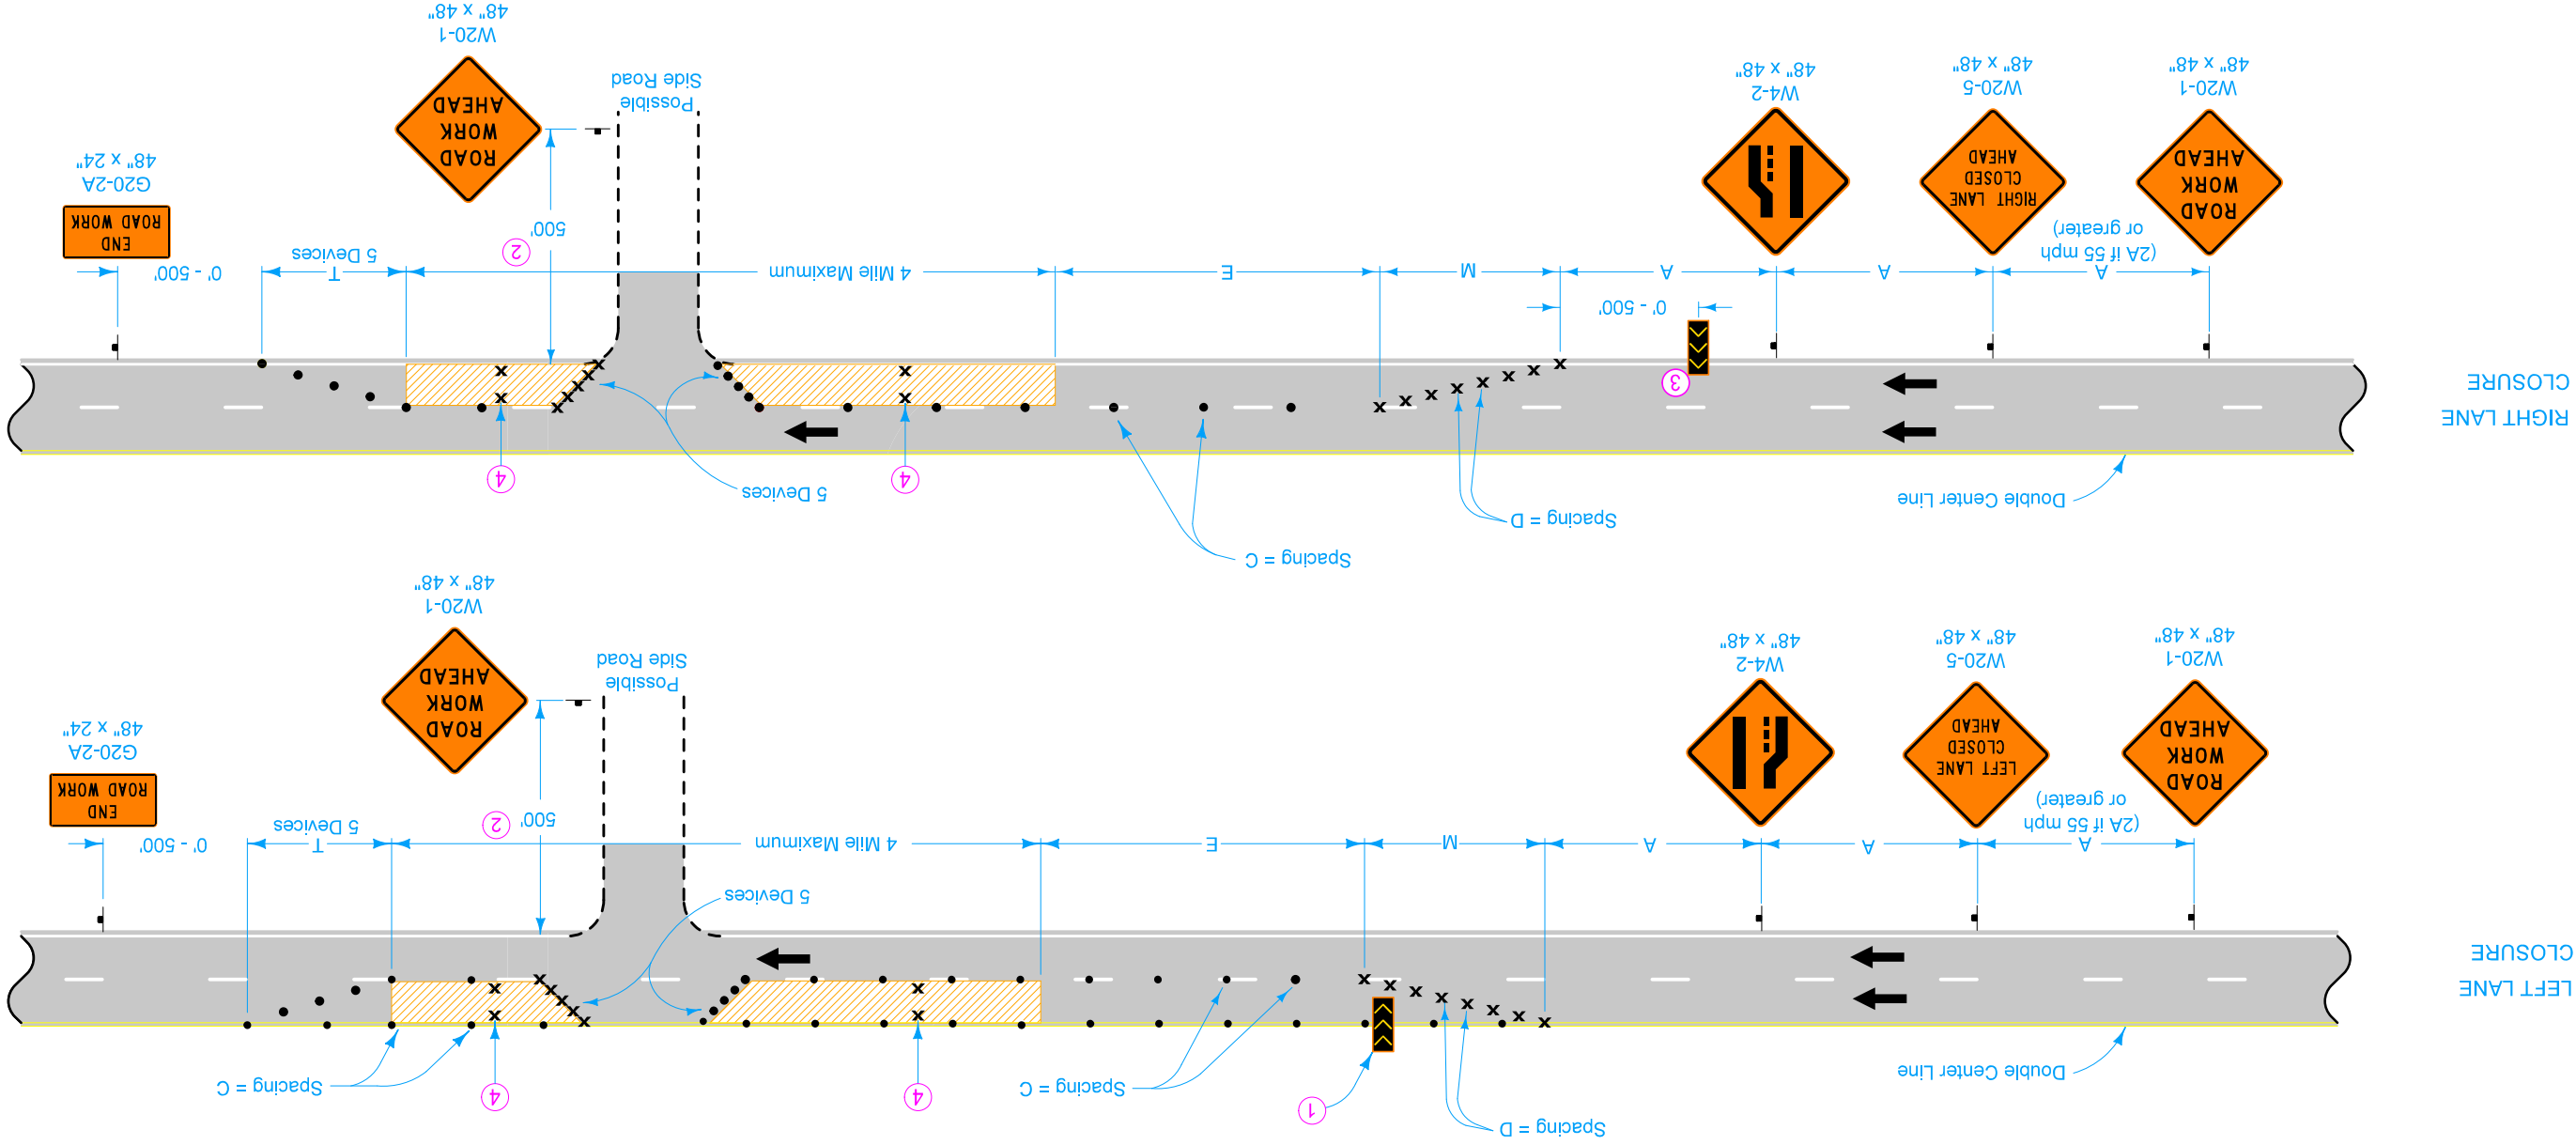 Spacing = D
1
Spacing = C
4
Spacing = C
4
Double Center Line
LEFT LANE
CLOSURE
5 Devices
A
(2A if 55 mph
or greater)
A
A
M
E
4 Mile Maximum
500'
2
T
5 Devices
0' - 500'
ROAD
WORK
AHEAD
W20-1
48" x 48"
LEFT LANE
CLOSED
AHEAD
W20-5
48" x 48"
W4-2
48" x 48"
Possible
Side Road
ROAD
WORK
AHEAD
W20-1
48" x 48"
END
ROAD WORK
G20-2A
48" x 24"
Spacing = C
Spacing = D
Double Center Line
5 Devices
4
4
RIGHT LANE
CLOSURE
3
0' - 500'
A
(2A if 55 mph
or greater)
A
A
M
E
4 Mile Maximum
2
500'
T
5 Devices
0' - 500'
ROAD
WORK
AHEAD
W20-1
48" x 48"
RIGHT LANE
CLOSED
AHEAD
W20-5
48" x 48"
W4-2
48" x 48"
Possible
Side Road
ROAD
WORK
AHEAD
W20-1
48" x 48"
END
ROAD WORK
G20-2A
48" x 24"